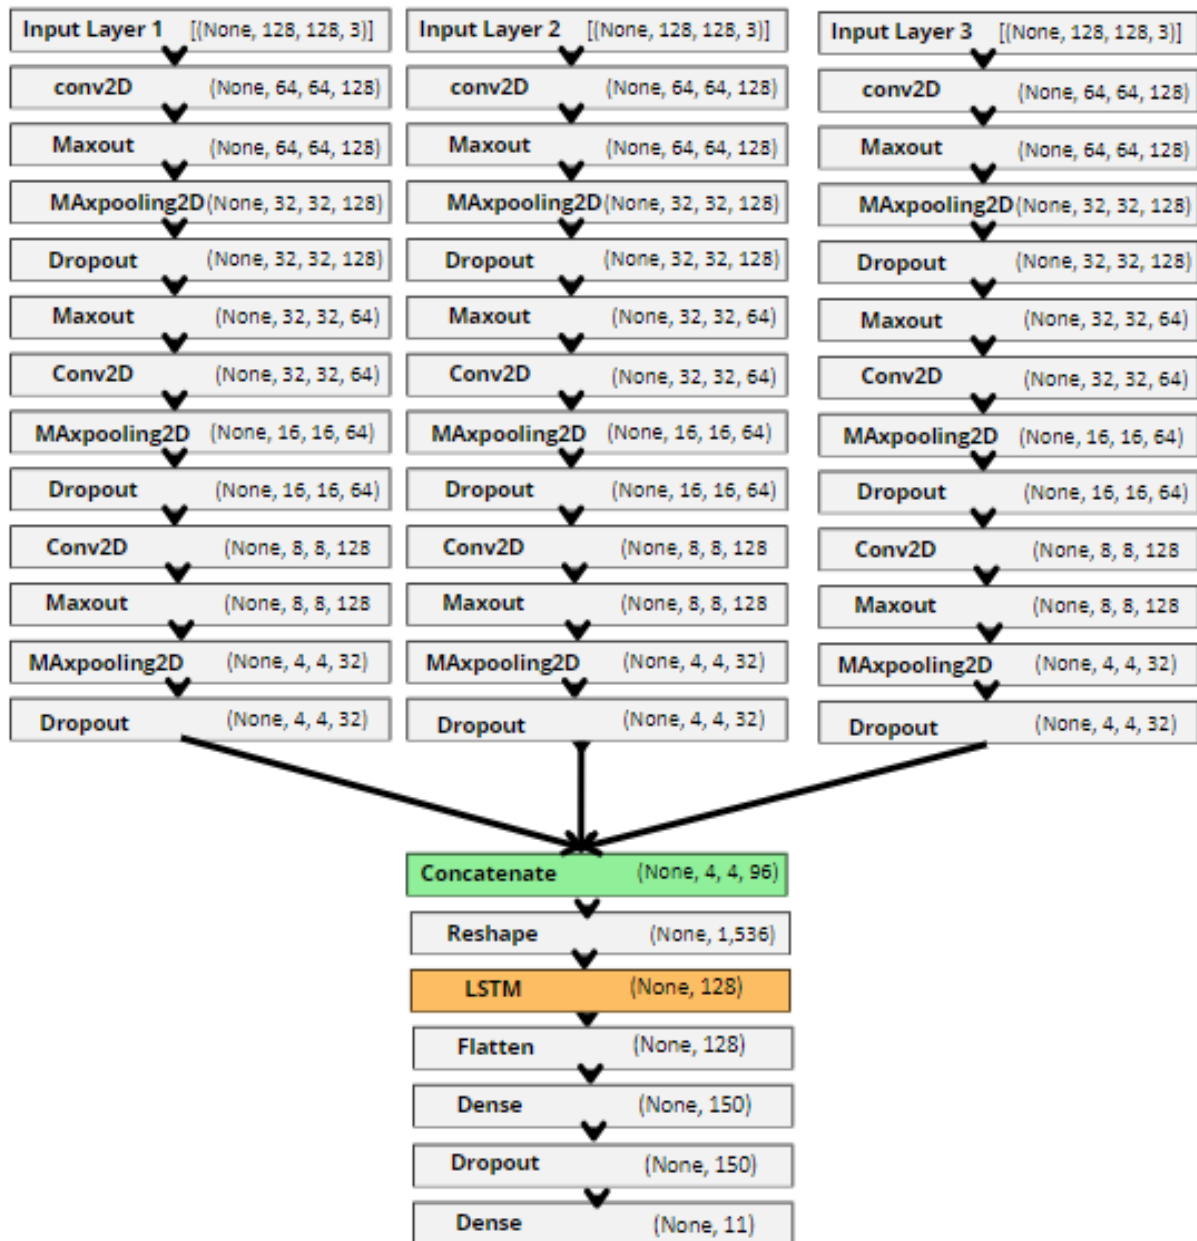 Input Layer 1 [(None, 128, 128, 3)]
conv2D (None, 64, 64, 128)
Maxout (None, 64, 64, 128)
MAxpooling2D (None, 32, 32, 128)
Dropout (None, 32, 32, 128)
Maxout (None, 32, 32, 64)
Conv2D (None, 32, 32, 64)
MAxpooling2D (None, 16, 16, 64)
Dropout (None, 16, 16, 64)
Conv2D (None, 8, 8, 128
Maxout (None, 8, 8, 128
MAxpooling2D (None, 4, 4, 32)
Dropout (None, 4, 4, 32)
Input Layer 2 [(None, 128, 128, 3)]
conv2D (None, 64, 64, 128)
Maxout (None, 64, 64, 128)
MAxpooling2D (None, 32, 32, 128)
Dropout (None, 32, 32, 128)
Maxout (None, 32, 32, 64)
Conv2D (None, 32, 32, 64)
MAxpooling2D (None, 16, 16, 64)
Dropout (None, 16, 16, 64)
Conv2D (None, 8, 8, 128
Maxout (None, 8, 8, 128
MAxpooling2D (None, 4, 4, 32)
Dropout (None, 4, 4, 32)
Input Layer 3 [(None, 128, 128, 3)]
conv2D (None, 64, 64, 128)
Maxout (None, 64, 64, 128)
MAxpooling2D (None, 32, 32, 128)
Dropout (None, 32, 32, 128)
Maxout (None, 32, 32, 64)
Conv2D (None, 32, 32, 64)
MAxpooling2D (None, 16, 16, 64)
Dropout (None, 16, 16, 64)
Conv2D (None, 8, 8, 128
Maxout (None, 8, 8, 128
MAxpooling2D (None, 4, 4, 32)
Dropout (None, 4, 4, 32)
Concatenate (None, 4, 4, 96)
Reshape (None, 1,536)
LSTM (None, 128)
Flatten (None, 128)
Dense (None, 150)
Dropout (None, 150)
Dense (None, 11)